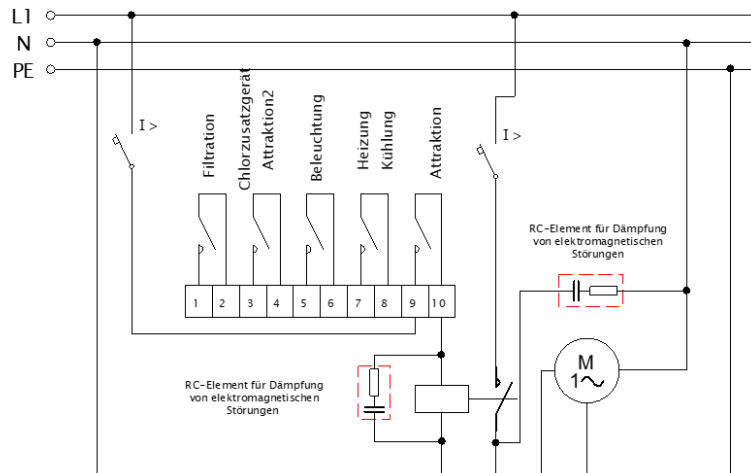 L1
N
PE
I >
I >
Filtration
Chlorzusatzgerät
Attraktion2
Beleuchtung
Heizung
Kühlung
Attraktion
RC-Element für Dämpfung
von elektromagnetischen
Störungen
1 2 3 4 5 6 7 8 9 10
M
1~
RC-Element für Dämpfung
von elektromagnetischen
Störungen